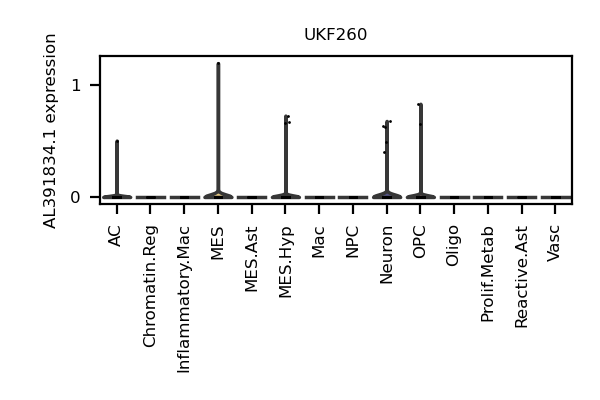 UKF260
AL391834.1 expression
1
0
AC
Chromatin.Reg
Inflammatory.Mac
MES
MES.Ast
MES.Hyp
Mac
NPC
Neuron
OPC
Oligo
Prolif.Metab
Reactive.Ast
Vasc